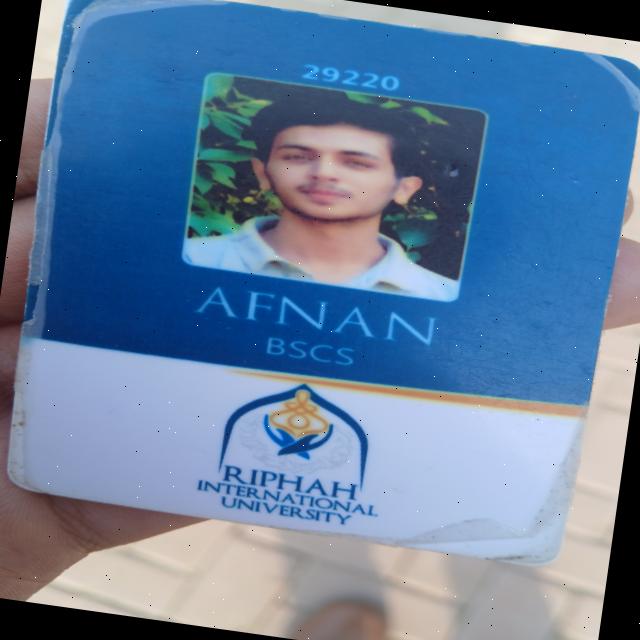 29220
AFNAN
BSCS
RIPHAH
INTERNATIONAL
UNIVERSITY